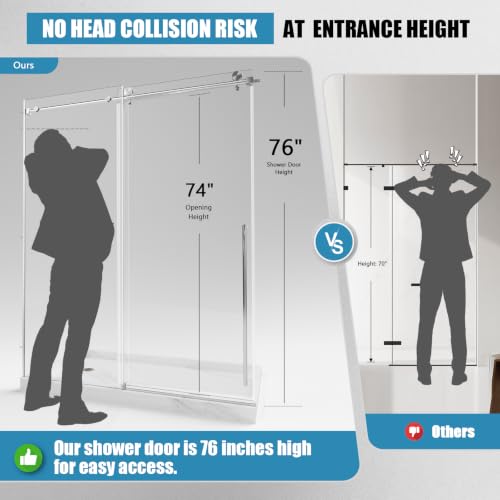 NO HEAD COLLISION RISK AT ENTRANCE HEIGHT
Ours
76"
Shower Door
Height
74"
Opening
Height
VS
Height: 70"
Our shower door is 76 inches high
for easy access.
Others